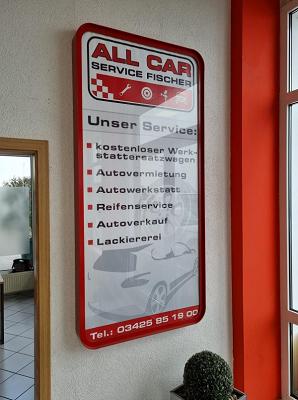 ALL CAR
SERVICE FISCHER
Unser Service:
kostenloser Werk-
stattersatzwagen
Autovermietung
Autowerkstatt
Reifenservice
Autoverkauf
Lackiererei
Tel.: 03425 85 19 00